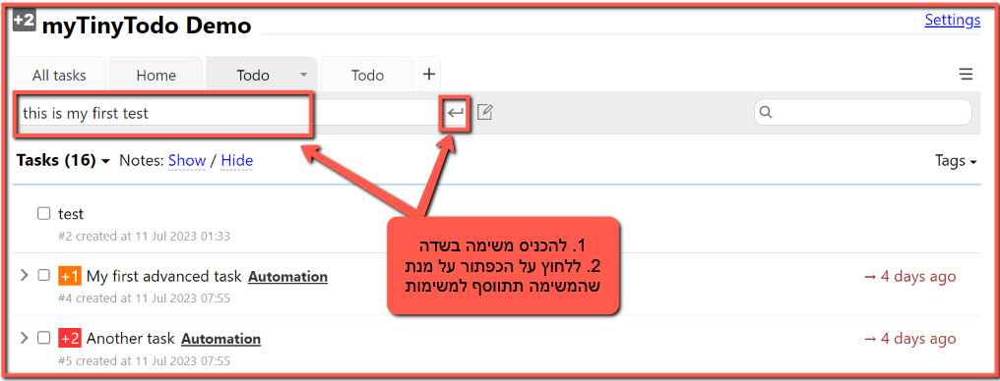 +2 myTinyTodo Demo
Settings
All tasks Home Todo Todo +
this is my first test
Tasks (16) Notes: Show / Hide
Tags
test
#2 created at 11 Jul 2023 01:33
1. להכניס משימה בשדה
2. ללחוץ על הכפתור על מנת
שהמשימה תתווסף למשימות
+1 My first advanced task Automation
→ 4 days ago
#4 created at 11 Jul 2023 07:55
+2 Another task Automation
→ 4 days ago
#5 created at 11 Jul 2023 07:55